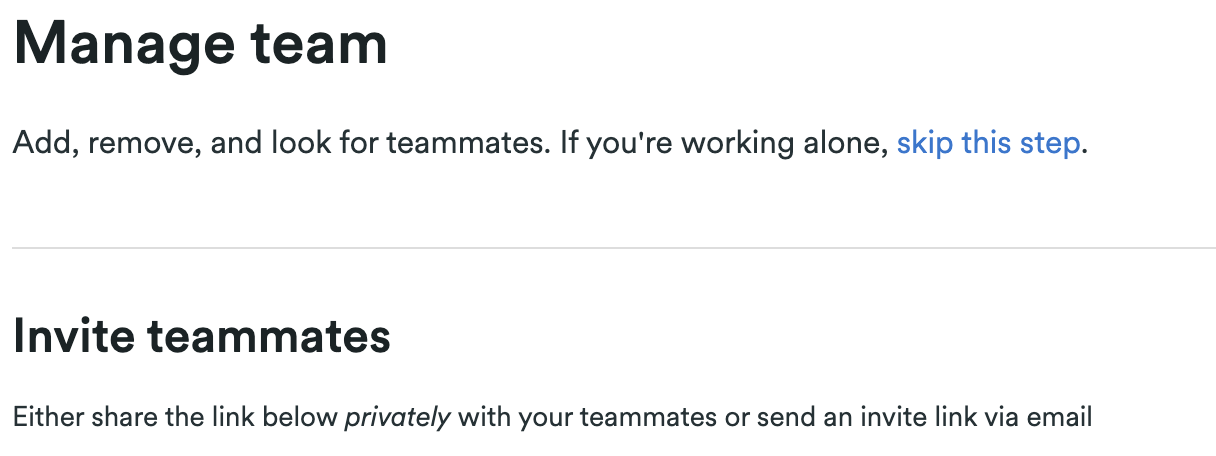 Manage team
Add, remove, and look for teammates. If you're working alone, skip this step.
Invite teammates
Either share the link below privately with your teammates or send an invite link via email